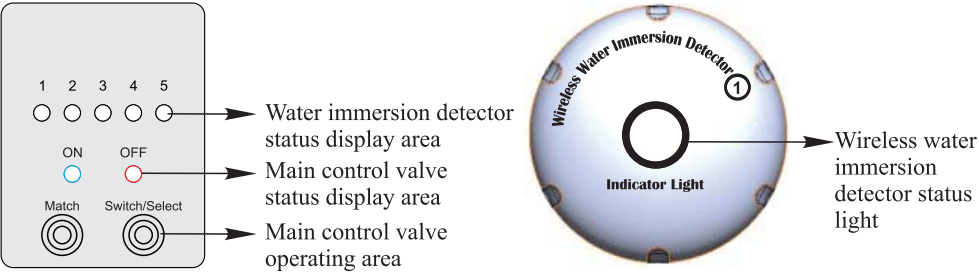 1 2 3 4 5
Water immersion detector
status display area
ON OFF
Main control valve
status display area
Match Switch/Select
Main control valve
operating area
Wireless Water Immersion Detector
1
Indicator Light
Wireless water
immersion
detector status
light